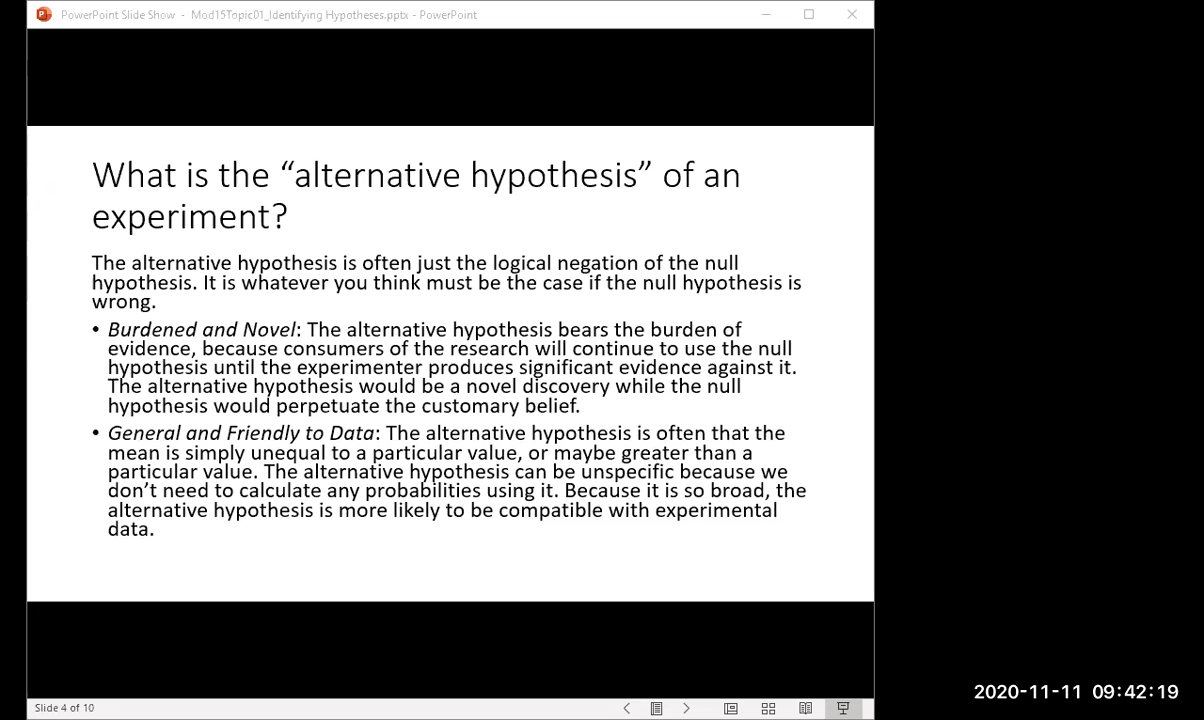 PowerPoint Slide Show - Mod15Topic01_Identifying Hypotheses.pptx - PowerPoint
What is the “alternative hypothesis” of an
experiment?
The alternative hypothesis is often just the logical negation of the null
hypothesis. It is whatever you think must be the case if the null hypothesis is
wrong.
• Burdened and Novel: The alternative hypothesis bears the burden of
evidence, because consumers of the research will continue to use the null
hypothesis until the experimenter produces significant evidence against it.
The alternative hypothesis would be a novel discovery while the null
hypothesis would perpetuate the customary belief.
• General and Friendly to Data: The alternative hypothesis is often that the
mean is simply unequal to a particular value, or maybe greater than a
particular value. The alternative hypothesis can be unspecific because we
don’t need to calculate any probabilities using it. Because it is so broad, the
alternative hypothesis is more likely to be compatible with experimental
data.
2020-11-11 09:42:19
Slide 4 of 10